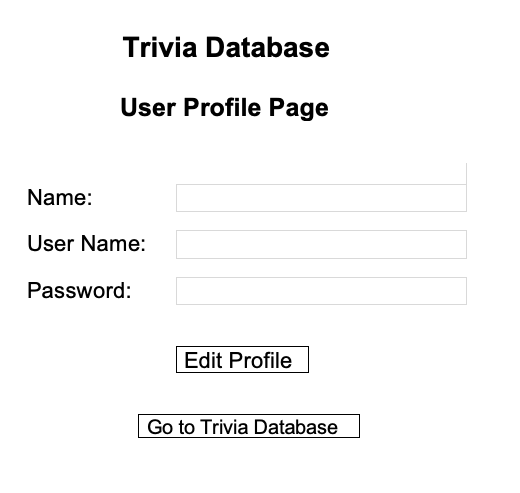 Trivia Database
User Profile Page
Name:
User Name:
Password:
Edit Profile
Go to Trivia Database